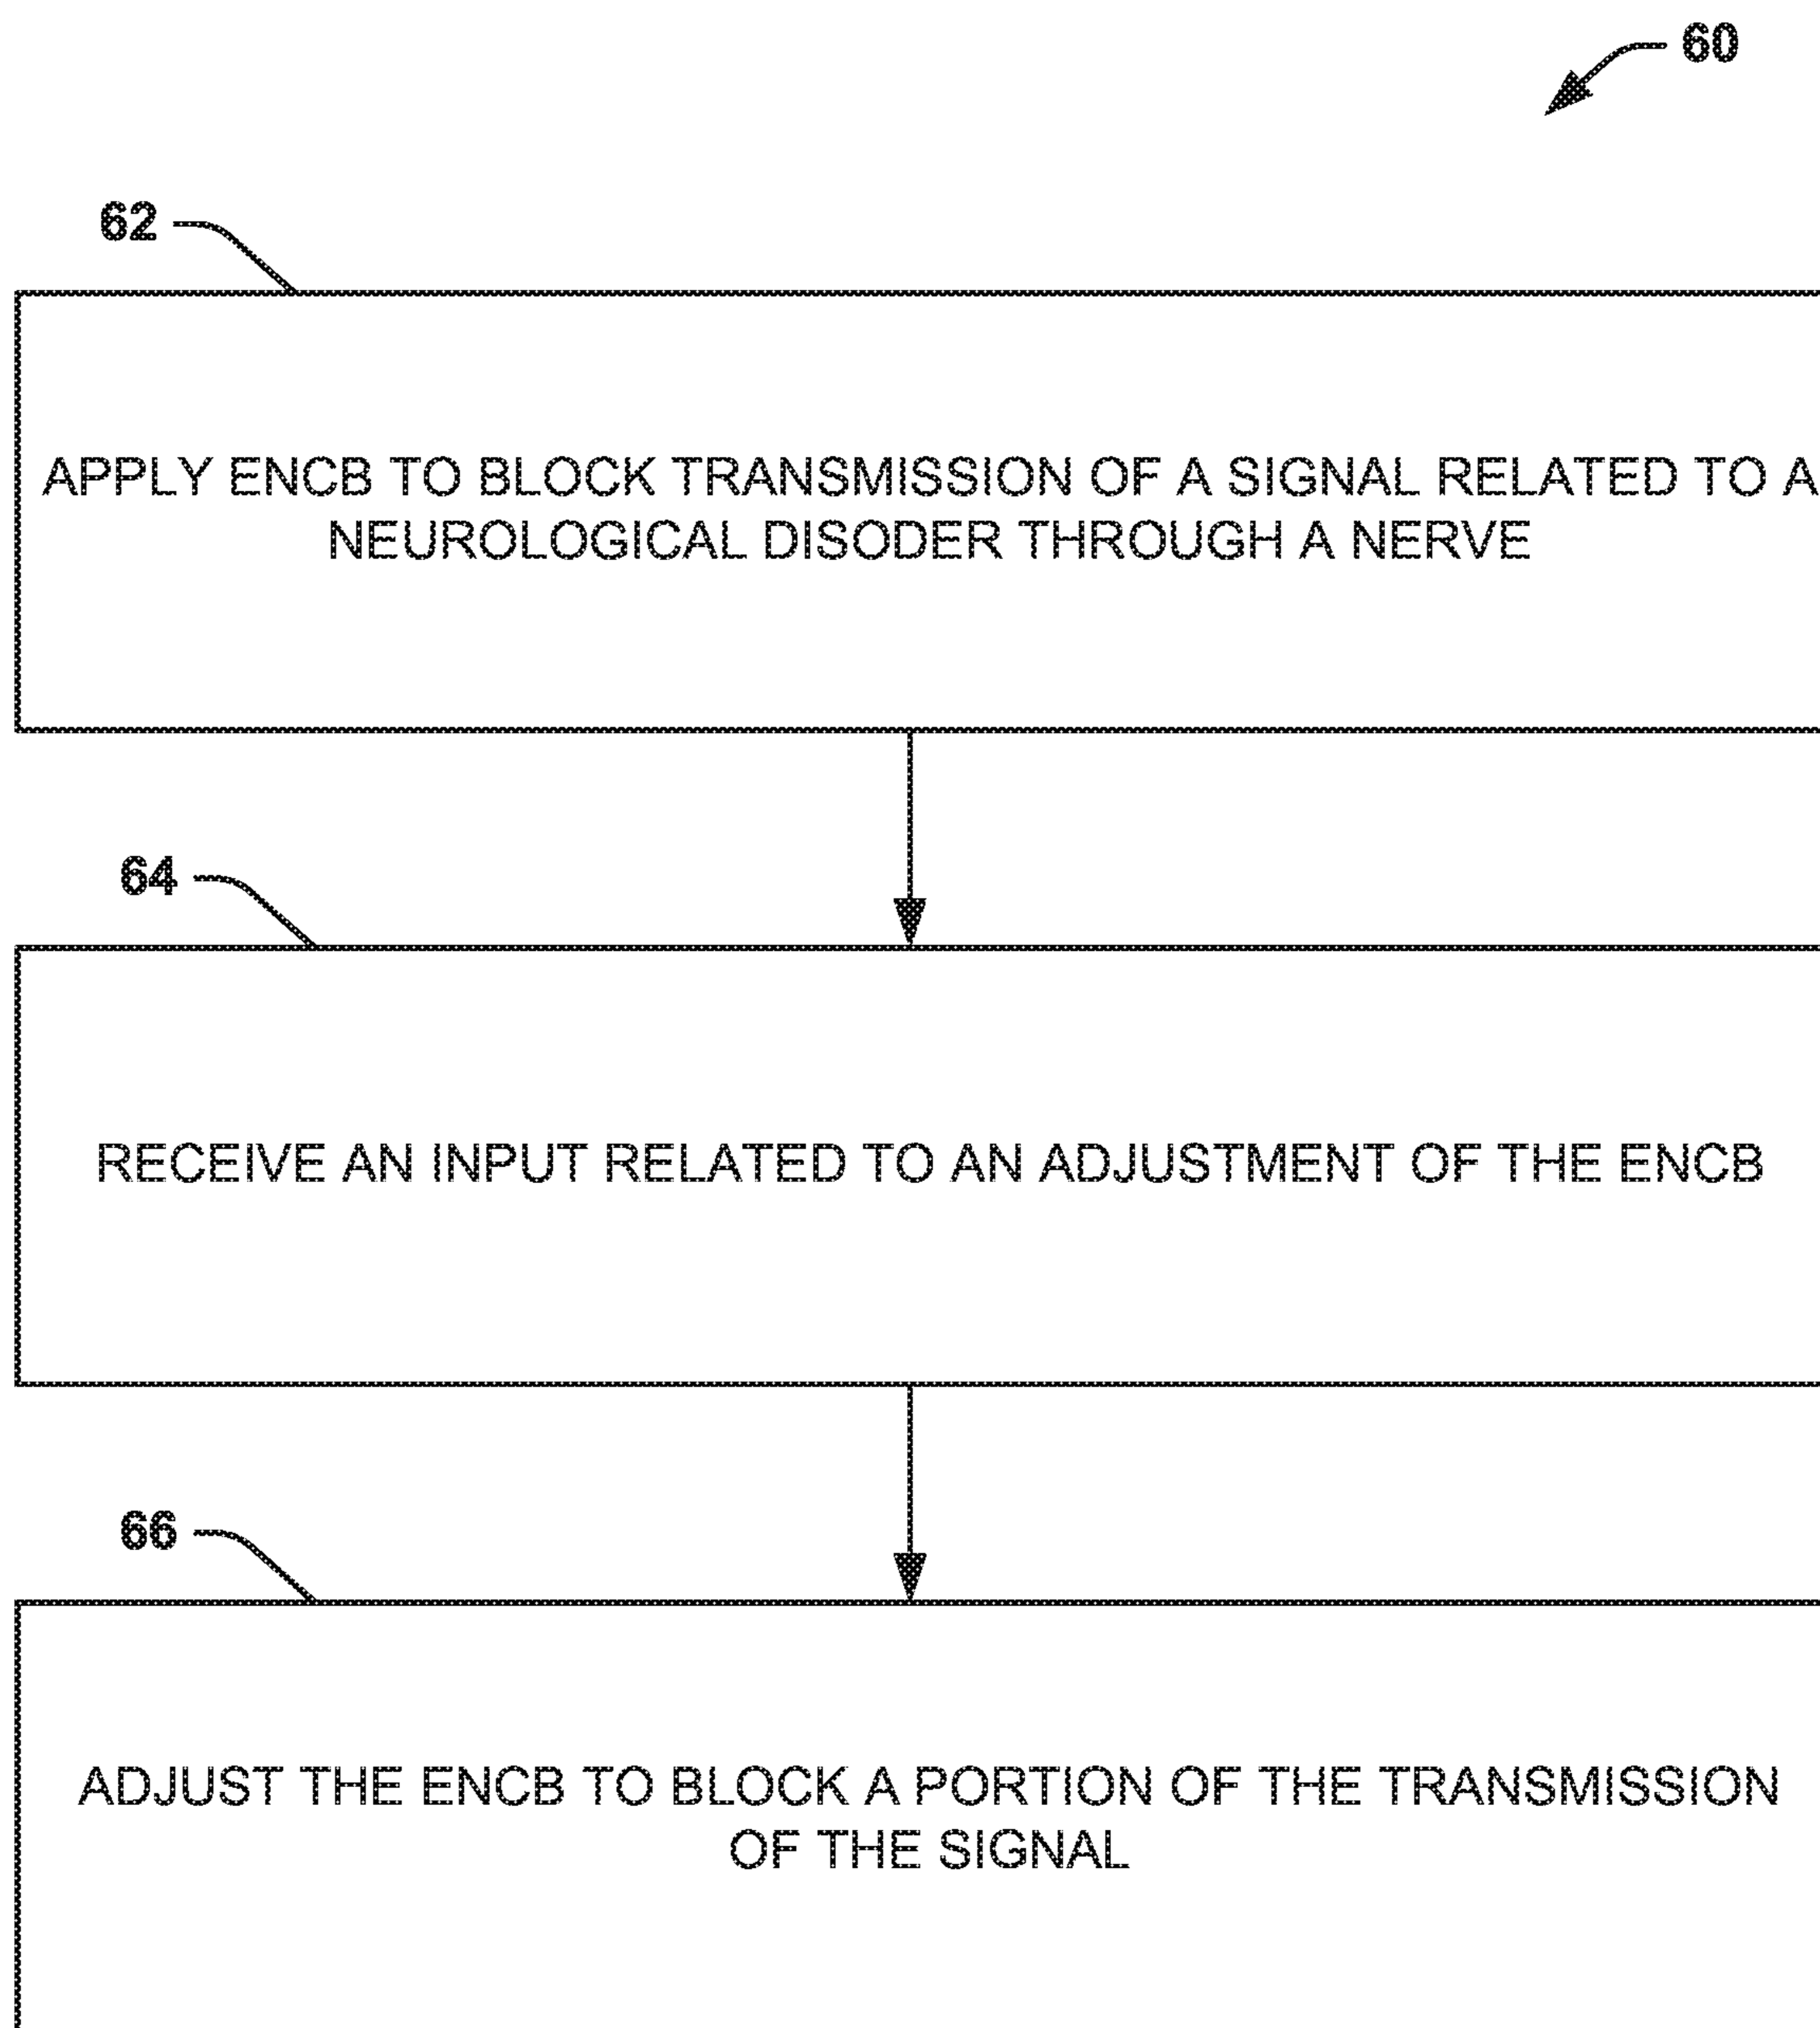 60
62
APPLY ENCB TO BLOCK TRANSMISSION OF A SIGNAL RELATED TO A
NEUROLOGICAL DISODER THROUGH A NERVE
64
RECEIVE AN INPUT RELATED TO AN ADJUSTMENT OF THE ENCB
66
ADJUST THE ENCB TO BLOCK A PORTION OF THE TRANSMISSION
OF THE SIGNAL